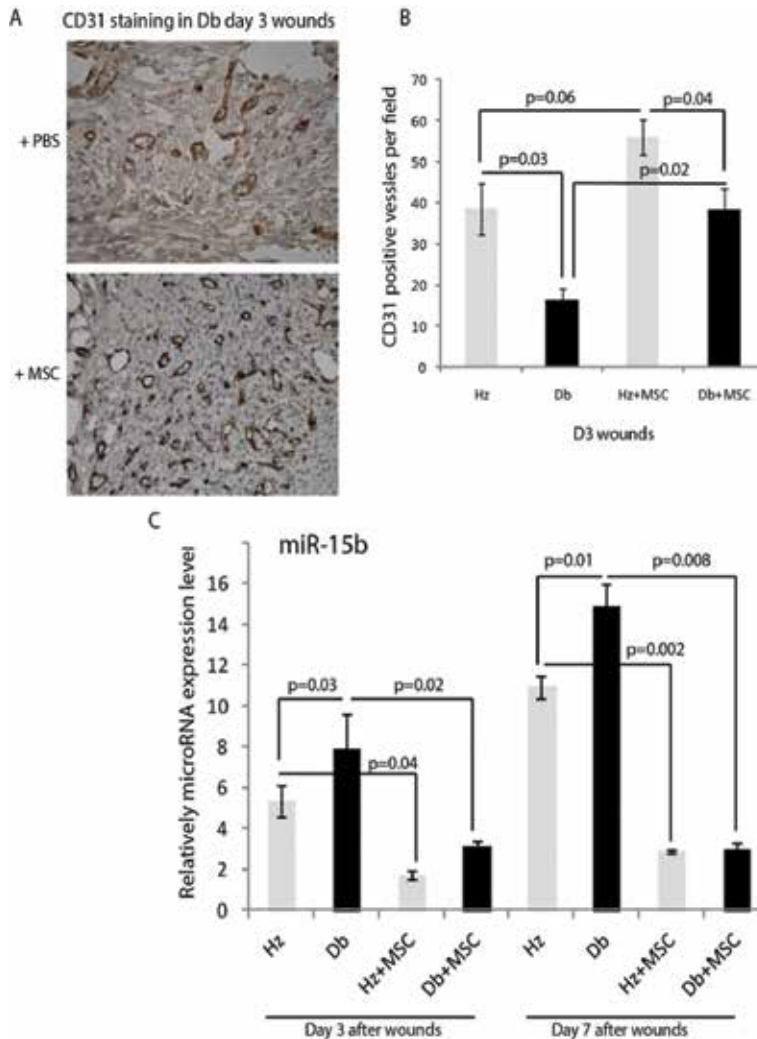 A
CD31 staining in Db day 3 wounds
+ PBS
+ MSC
B
CD31 positive vessles per field
70
60
50
40
30
20
10
0
p=0.06
p=0.04
p=0.03
p=0.02
Hz
Db
Hz+MSC
Db+MSC
D3 wounds
C
miR-15b
Relatively microRNA expression level
16
14
12
10
8
6
4
2
0
p=0.01
p=0.008
p=0.002
p=0.03
p=0.02
p=0.04
Hz
Db
Hz+MSC
Db+MSC
Hz
Db
Hz+MSC
Db+MSC
Day 3 after wounds
Day 7 after wounds